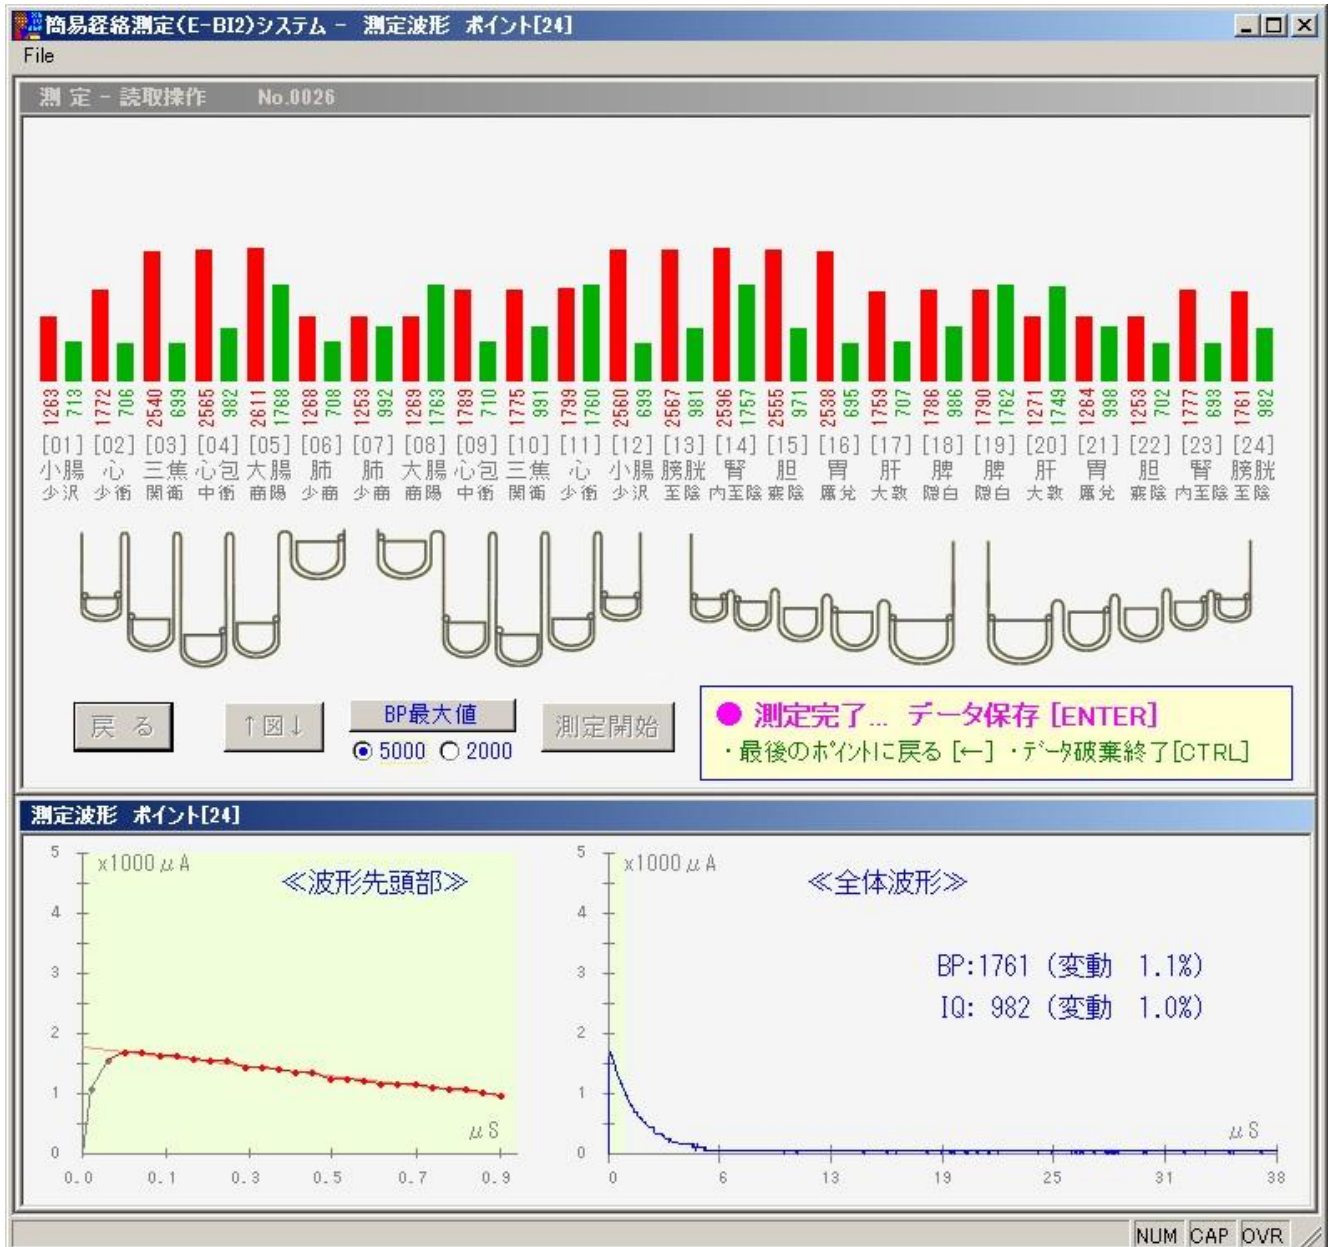 簡易経絡測定(E-BI2)システム - 測定波形 ポイント[24]
File
測 定 - 読取操作 No.0026
1263 713 1772 706 2540 699 2565 982 2611 1768 1268 708 1253 992 1269 1763 1789 710 1775 991 1799 1760 2560 699 2567 981 2596 1757 2555 971 2538 695 1759 707 1786 986 1790 1762 1271 1749 1264 998 1253 702 1777 693 1761 982
[01] [02] [03] [04] [05] [06] [07] [08] [09] [10] [11] [12] [13] [14] [15] [16] [17] [18] [19] [20] [21] [22] [23] [24]
小腸 心 三焦 心包 大腸 肺 肺 大腸 心包 三焦 心 小腸 膀胱 腎 胆 胃 肝 脾 脾 肝 胃 胆 腎 膀胱
少沢 少衝 関衝 中衝 商陽 少商 少商 商陽 中衝 関衝 少衝 少沢 至陰 内至陰 竅陰 厲兌 大敦 隠白 隠白 大敦 厲兌 竅陰 内至陰 至陰
戻 る
↑図↓
BP最大値
5000 2000
測定開始
● 測定完了... データ保存 [ENTER]
・最後のポイントに戻る [←] ・データ破棄終了[CTRL]
測定波形 ポイント[24]
5 x1000μA
≪波形先頭部≫
4
3
2
1
μS
0
0.0 0.1 0.3 0.5 0.7 0.9
5 x1000μA
≪全体波形≫
4
3
BP:1761 (変動 1.1%)
IQ: 982 (変動 1.0%)
2
1
μS
0
0 6 13 19 25 31 38
NUM CAP OVR